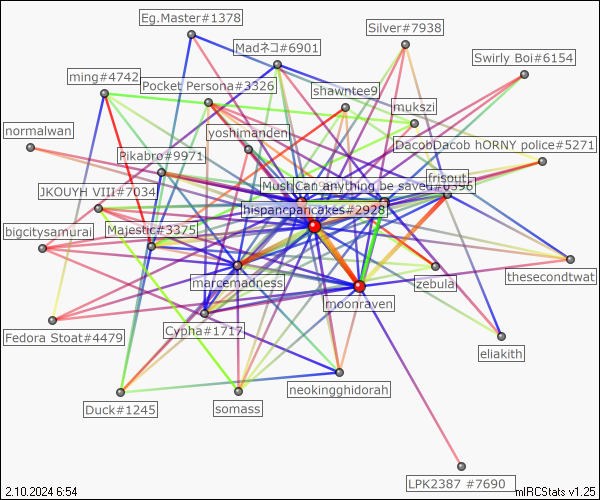 Eg.Master#1378
Silver#7938
Madネコ#6901
Swirly Boi#6154
ming#4742
Pocket Persona#3326
shawntee9
mukszi
normalwan
yoshimanden
DacobDacob hORNY police#5271
Pikabro#9971
frisout
Mush
Can anything be saved#0396
JKOUYH VIII#7034
hispancpancakes#2928
bigcitysamurai
Majestic#3375
marcemadness
zebula
thesecondtwat
moonraven
Fedora Stoat#4479
Cypha#1717
eliakith
neokingghidorah
Duck#1245
somass
LPK2387 #7690
2.10.2024 6:54
mIRCStats v1.25